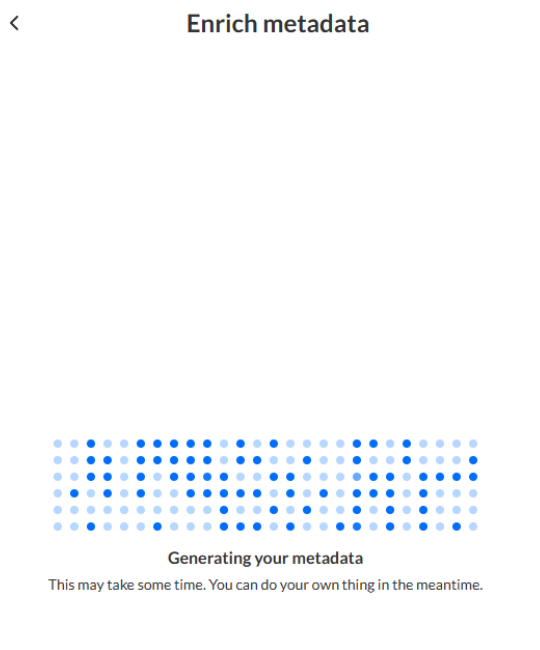 Enrich metadata
Generating your metadata
This may take some time. You can do your own thing in the meantime.